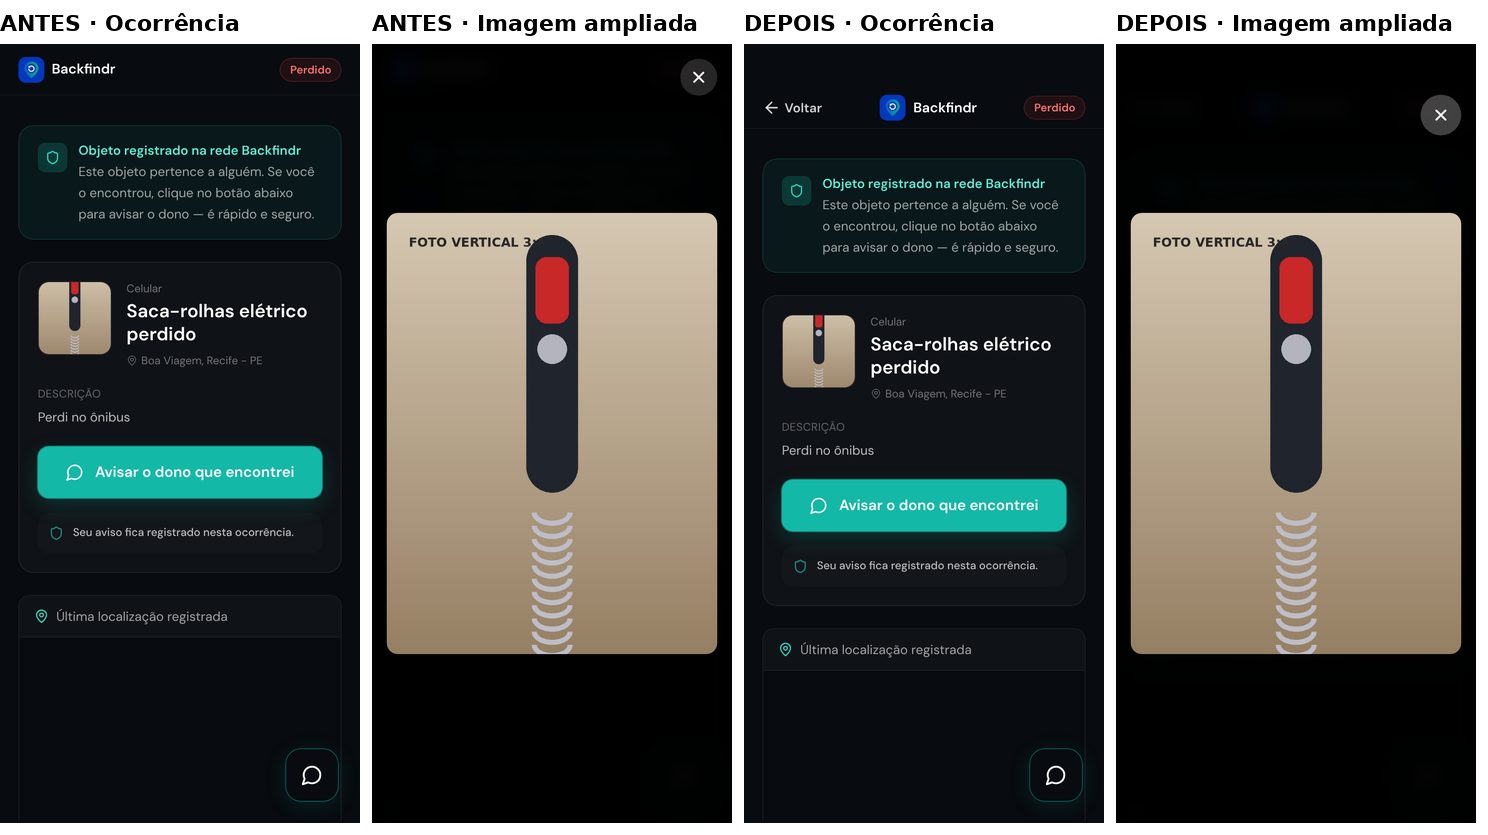 ANTES · Ocorrência
Backfindr
Perdido
Objeto registrado na rede Backfindr
Este objeto pertence a alguém. Se você
o encontrou, clique no botão abaixo
para avisar o dono — é rápido e seguro.
Celular
Saca-rolhas elétrico
perdido
Boa Viagem, Recife - PE
DESCRIÇÃO
Perdi no ônibus
Avisar o dono que encontrei
Seu aviso fica registrado nesta ocorrência.
Última localização registrada
ANTES · Imagem ampliada
FOTO VERTICAL 3:
DEPOIS · Ocorrência
Voltar
Backfindr
Perdido
Objeto registrado na rede Backfindr
Este objeto pertence a alguém. Se você
o encontrou, clique no botão abaixo
para avisar o dono — é rápido e seguro.
Celular
Saca-rolhas elétrico
perdido
Boa Viagem, Recife - PE
DESCRIÇÃO
Perdi no ônibus
Avisar o dono que encontrei
Seu aviso fica registrado nesta ocorrência.
Última localização registrada
DEPOIS · Imagem ampliada
FOTO VERTICAL 3: